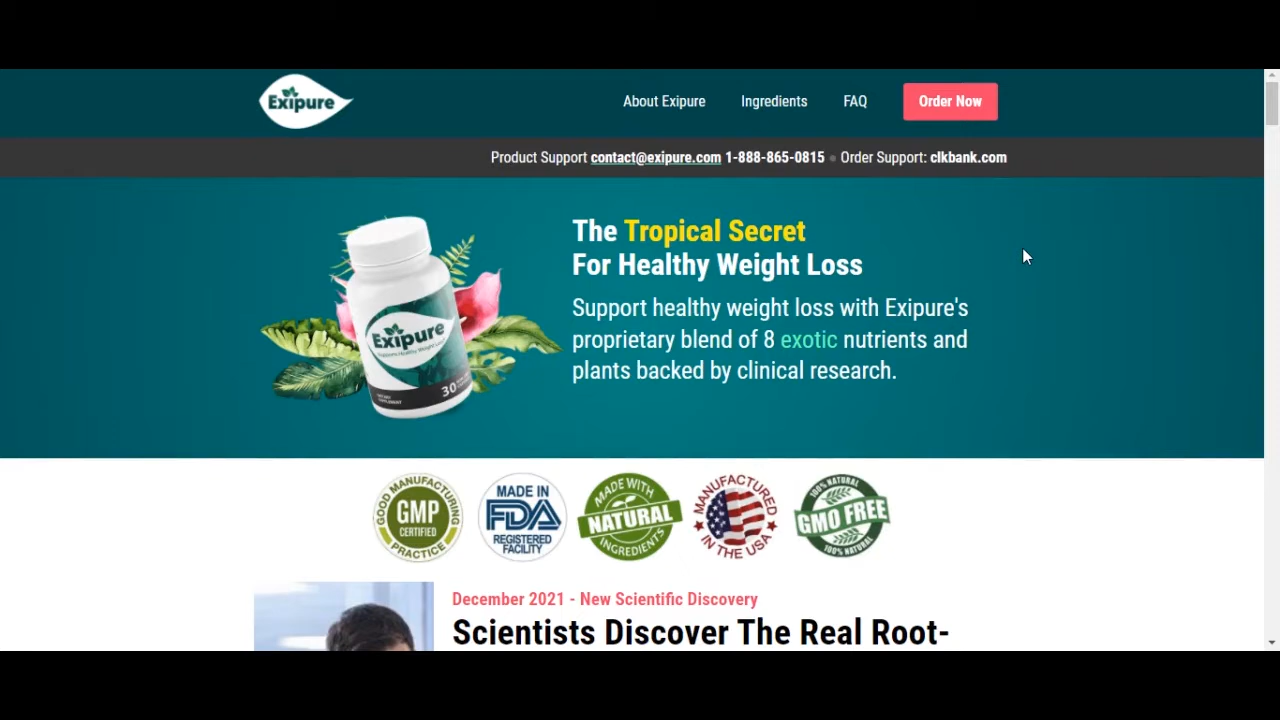 Exipure
About Exipure
Ingredients
FAQ
Order Now
Product Support contact@exipure.com 1-888-865-0815 Order Support: clkbank.com
The Tropical Secret
For Healthy Weight Loss
Support healthy weight loss with Exipure's
proprietary blend of 8 exotic nutrients and
plants backed by clinical research.
Exipure
Supports Healthy Weight Loss
30
GOOD MANUFACTURING
GMP
CERTIFIED
PRACTICE
MADE IN
FDA
REGISTERED
FACILITY
MADE WITH
NATURAL
INGREDIENTS
MANUFACTURED
IN THE USA
100% NATURAL
GMO FREE
100% NATURAL
December 2021 - New Scientific Discovery
Scientists Discover The Real Root-